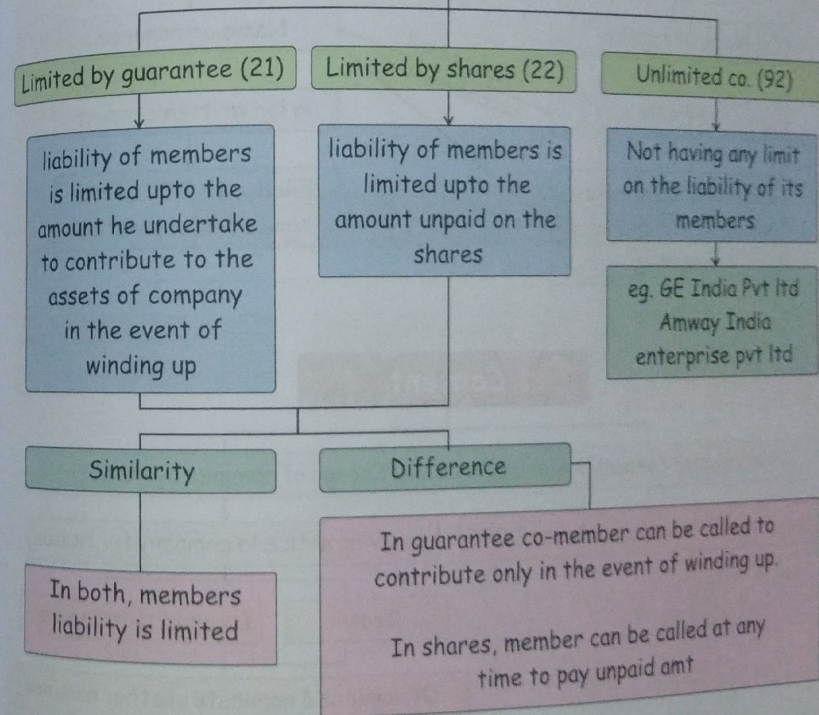 Limited by guarantee (21)
liability of members
is limited upto the
amount he undertake
to contribute to the
assets of company
in the event of
winding up
Limited by shares (22)
liability of members is
limited upto the
amount unpaid on the
shares
Unlimited co. (92)
Not having any limit
on the liability of its
members
eg. GE India Pvt ltd
Amway India
enterprise pvt ltd
Similarity
In both, members
liability is limited
Difference
In guarantee co-member can be called to
contribute only in the event of winding up.
In shares, member can be called at any
time to pay unpaid amt